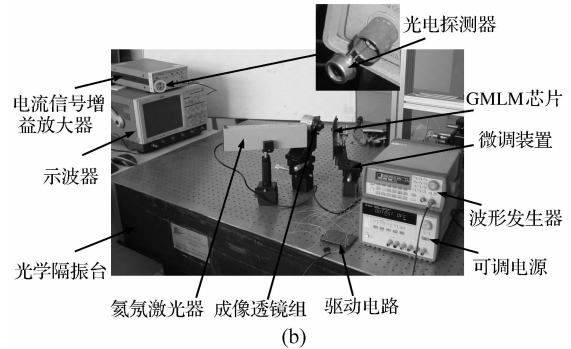 光电探测器
电流信号增
益放大器
GMLM芯片
微调装置
示波器
波形发生器
光学隔振台
可调电源
氦氖激光器
成像透镜组
驱动电路
(b)